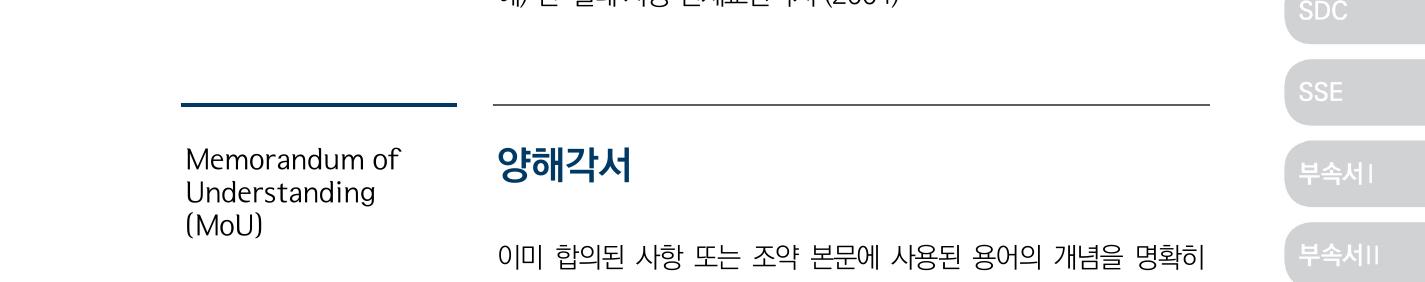 Memorandum of
Understanding
(MoU)
양해각서
이미 합의된 사항 또는 조약 본문에 사용된 용어의 개념을 명확히
SDC
SSE
부속서 I
부속서 II